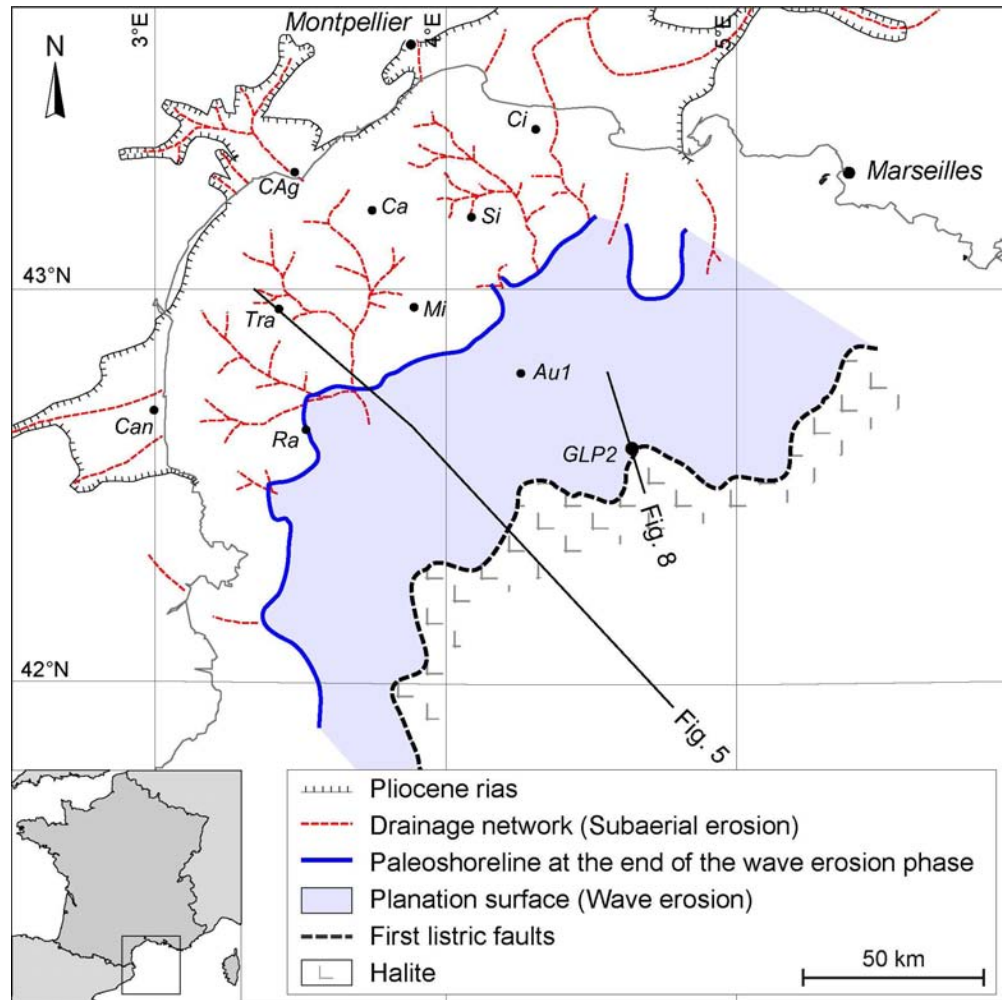 3°E
Montpellier
4°E
5°E
N
Ci
Marseilles
CAg
Ca
Si
43°N
Tra
Mi
Au1
Can
Ra
GLP2
Fig. 8
42°N
Fig. 5
Pliocene rias
Drainage network (Subaerial erosion)
Paleoshoreline at the end of the wave erosion phase
Planation surface (Wave erosion)
First listric faults
Halite
50 km